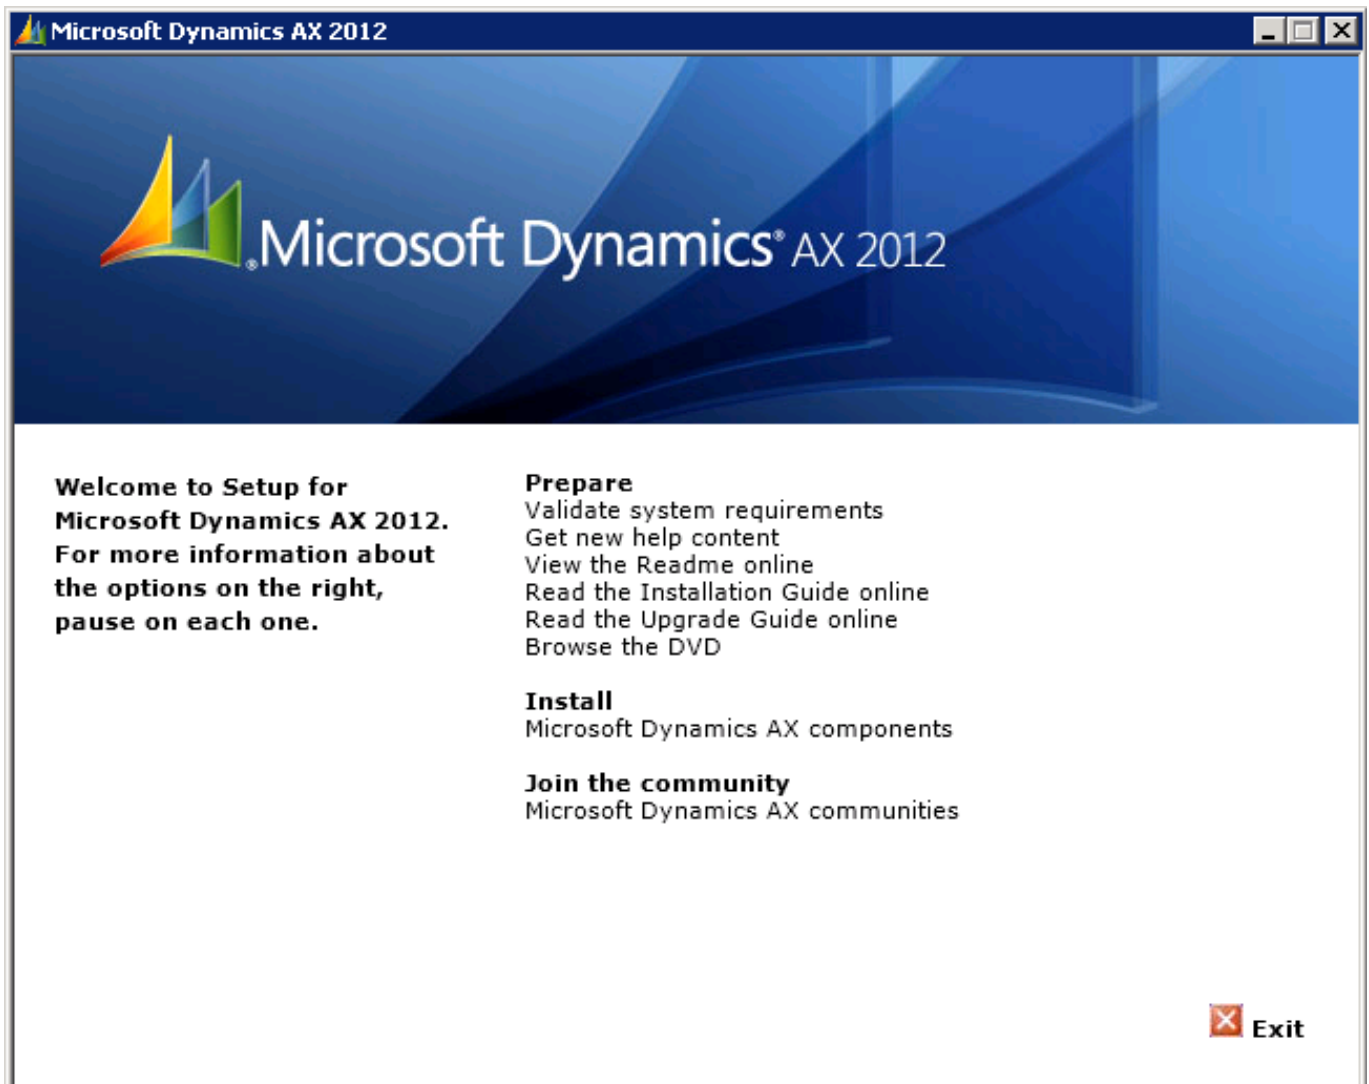 Microsoft Dynamics AX 2012
Microsoft Dynamics® AX 2012
Welcome to Setup for
Microsoft Dynamics AX 2012.
For more information about
the options on the right,
pause on each one.
Prepare
Validate system requirements
Get new help content
View the Readme online
Read the Installation Guide online
Read the Upgrade Guide online
Browse the DVD
Install
Microsoft Dynamics AX components
Join the community
Microsoft Dynamics AX communities
Exit